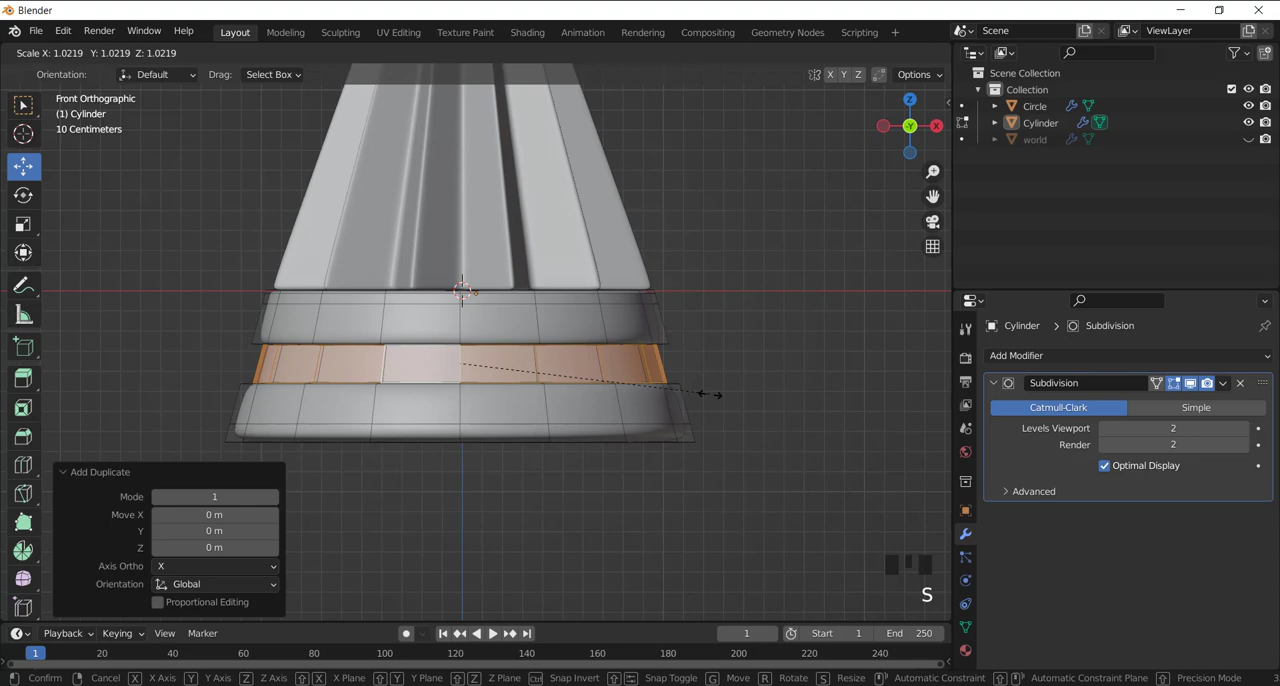 Blender
File Edit Render Window Help Layout Modeling Sculpting UV Editing Texture Paint Shading Animation Rendering Compositing Geometry Nodes Scripting + Scene ViewLayer
Scale X: 1.0219 Y: 1.0219 Z: 1.0219
Orientation: Default Drag: Select Box X Y Z Options
Front Orthographic
(1) Cylinder
10 Centimeters
Z
-Y
X
Scene Collection
Collection
Circle
Cylinder
world
Cylinder > Subdivision
Add Modifier
Subdivision
Catmull-Clark Simple
Levels Viewport 2
Render 2
Optimal Display
Advanced
Add Duplicate
Mode 1
Move X 0 m
Y 0 m
Z 0 m
Axis Ortho X
Orientation Global
Proportional Editing
S
Playback Keying View Marker 1 Start 1 End 250
1 20 40 60 80 100 120 140 160 180 200 220 240
Confirm Cancel X X Axis Y Y Axis Z Z Axis X X Plane Y Y Plane Z Z Plane Ctrl Snap Invert Snap Toggle G Move R Rotate S Resize Automatic Constraint Automatic Constraint Plane Precision Mode 3